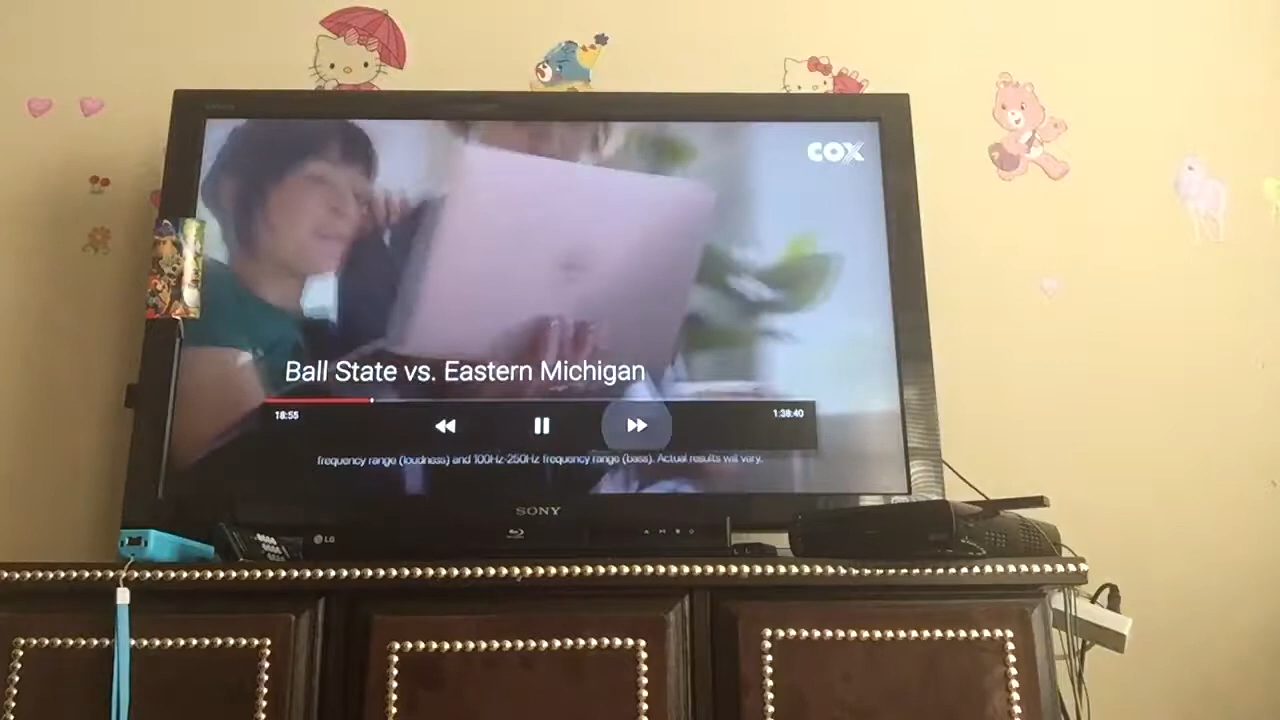 COX
Ball State vs. Eastern Michigan
18:55
1:38:40
frequency range (loudness) and 100Hz-250Hz frequency range (bass). Actual results will vary.
SONY
LG